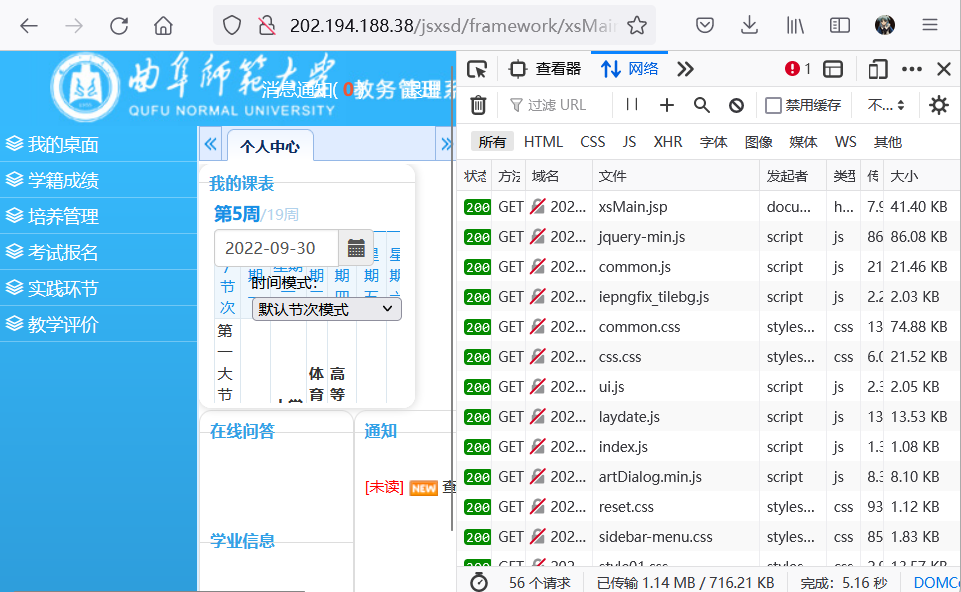 202.194.188.38/jsxsd/framework/xsMain
曲阜师范大学
QUFU NORMAL UNIVERSITY
消息通知( 0
教务管理系
我的桌面
学籍成绩
培养管理
考试报名
实践环节
教学评价
个人中心
我的课表
第5周/19周
2022-09-30
时间模式:
默认节次模式
节
次
期
期
期
四
期
五
期
第
一
大
节
体
育
高
等
在线问答
通知
[未读] NEW 查
学业信息
查看器 网络 1
过滤 URL 禁用缓存 不...
所有 HTML CSS JS XHR 字体 图像 媒体 WS 其他
状态 方法 域名 文件 发起者 类型 传 大小
200 GET 202... xsMain.jsp docu... h... 7.9 41.40 KB
200 GET 202... jquery-min.js script js 86 86.08 KB
200 GET 202... common.js script js 21 21.46 KB
200 GET 202... iepngfix_tilebg.js script js 2.2 2.03 KB
200 GET 202... common.css styles... css 13 74.88 KB
200 GET 202... css.css styles... css 6.0 21.52 KB
200 GET 202... ui.js script js 2.3 2.05 KB
200 GET 202... laydate.js script js 13 13.53 KB
200 GET 202... index.js script js 1.3 1.08 KB
200 GET 202... artDialog.min.js script js 8.3 8.10 KB
200 GET 202... reset.css styles... css 93 1.12 KB
200 GET 202... sidebar-menu.css styles... css 85 1.83 KB
200 GET 202... style01.css styles... css 13.57 KB
56 个请求 已传输 1.14 MB / 716.21 KB 完成: 5.16 秒 DOMC